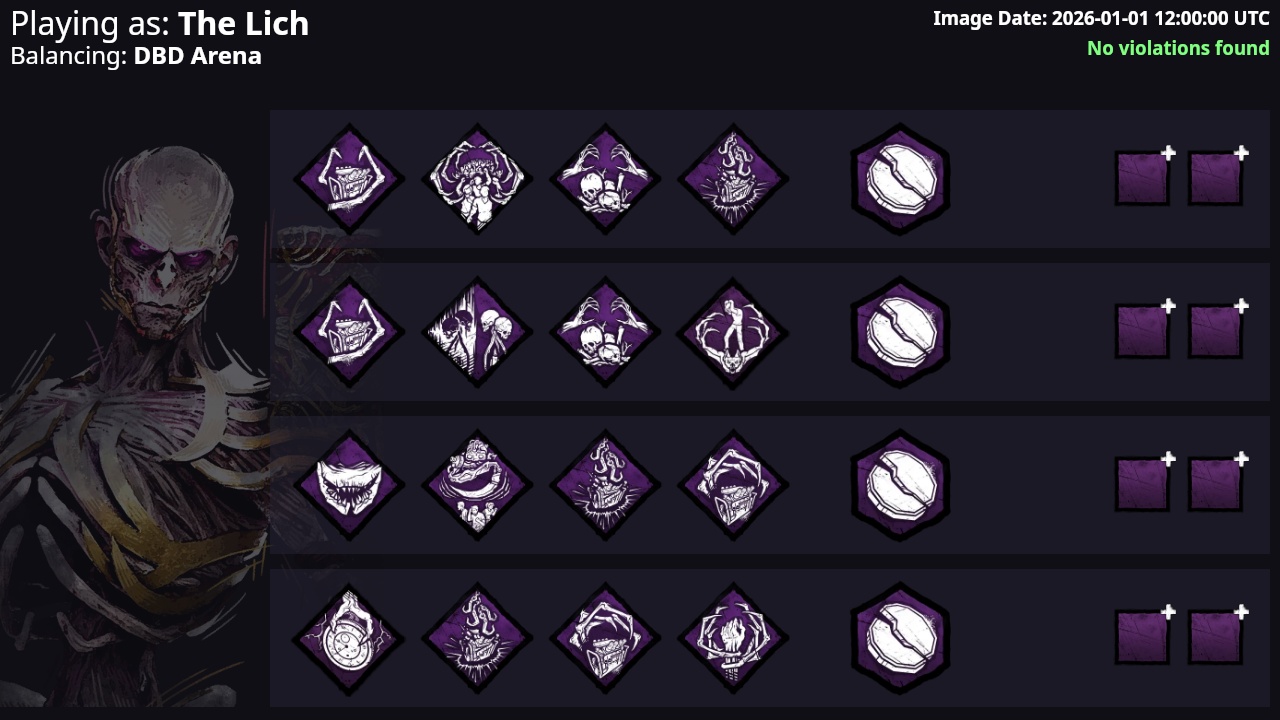 Playing as: The Lich
Balancing: DBD Arena
Image Date: 2026-01-01 12:00:00 UTC
No violations found